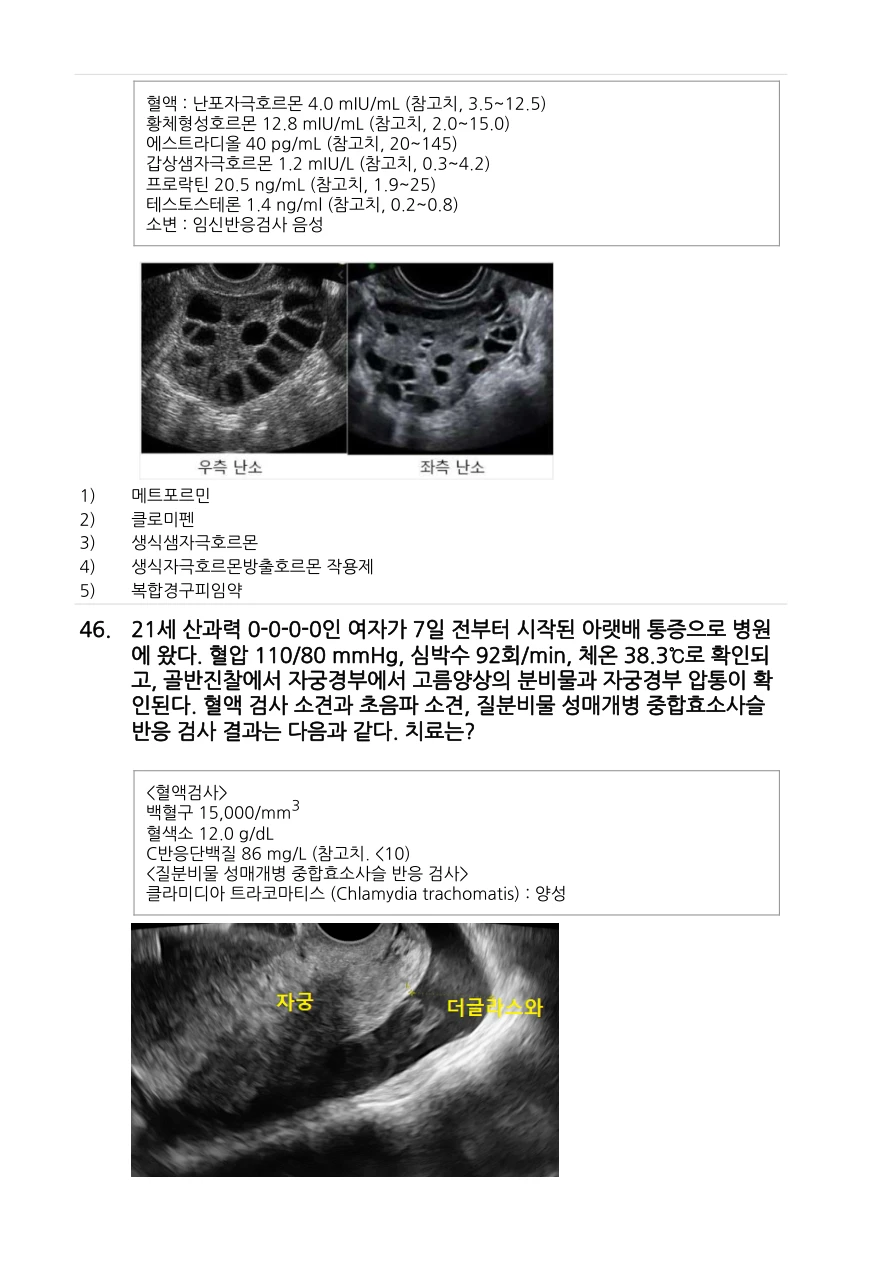 혈액 : 난포자극호르몬 4.0 mIU/mL (참고치, 3.5~12.5)
황체형성호르몬 12.8 mIU/mL (참고치, 2.0~15.0)
에스트라디올 40 pg/mL (참고치, 20~145)
갑상샘자극호르몬 1.2 mIU/L (참고치, 0.3~4.2)
프로락틴 20.5 ng/mL (참고치, 1.9~25)
테스토스테론 1.4 ng/ml (참고치, 0.2~0.8)
소변 : 임신반응검사 음성
우측 난소 좌측 난소
1) 메트포르민
2) 클로미펜
3) 생식샘자극호르몬
4) 생식자극호르몬방출호르몬 작용제
5) 복합경구피임약
46. 21세 산과력 0-0-0-0인 여자가 7일 전부터 시작된 아랫배 통증으로 병원
에 왔다. 혈압 110/80 mmHg, 심박수 92회/min, 체온 38.3℃로 확인되
고, 골반진찰에서 자궁경부에서 고름양상의 분비물과 자궁경부 압통이 확
인된다. 혈액 검사 소견과 초음파 소견, 질분비물 성매개병 중합효소사슬
반응 검사 결과는 다음과 같다. 치료는?
<혈액검사>
백혈구 15,000/mm³
혈색소 12.0 g/dL
C반응단백질 86 mg/L (참고치. <10)
<질분비물 성매개병 중합효소사슬 반응 검사>
클라미디아 트라코마티스 (Chlamydia trachomatis) : 양성
자궁 더글라스와